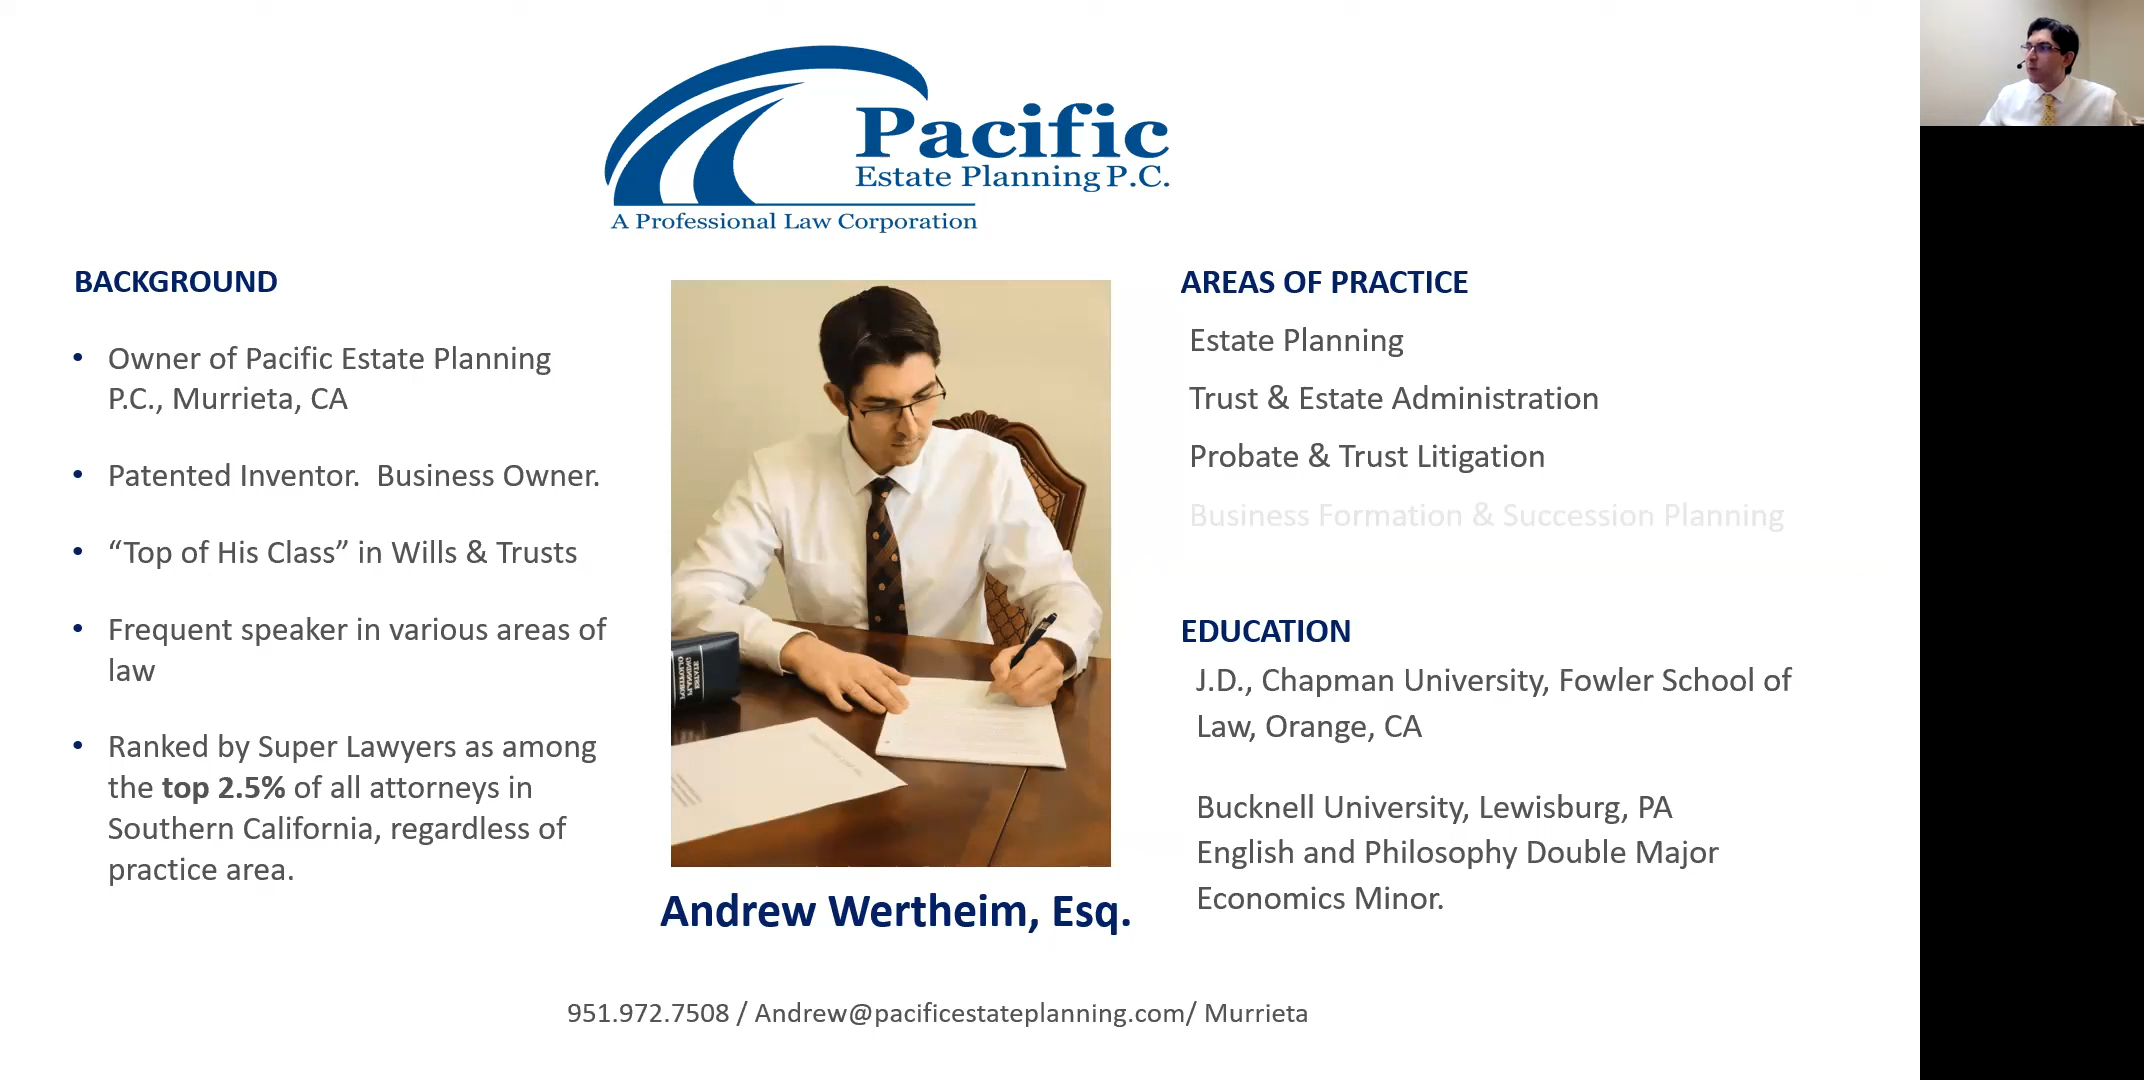 Pacific
Estate Planning P.C.
A Professional Law Corporation
BACKGROUND
• Owner of Pacific Estate Planning
P.C., Murrieta, CA
• Patented Inventor.  Business Owner.
• “Top of His Class” in Wills & Trusts
• Frequent speaker in various areas of
law
• Ranked by Super Lawyers as among
the top 2.5% of all attorneys in
Southern California, regardless of
practice area.
Andrew Wertheim, Esq.
AREAS OF PRACTICE
Estate Planning
Trust & Estate Administration
Probate & Trust Litigation
Business Formation & Succession Planning
EDUCATION
J.D., Chapman University, Fowler School of
Law, Orange, CA
Bucknell University, Lewisburg, PA
English and Philosophy Double Major
Economics Minor.
951.972.7508 / Andrew@pacificestateplanning.com/ Murrieta